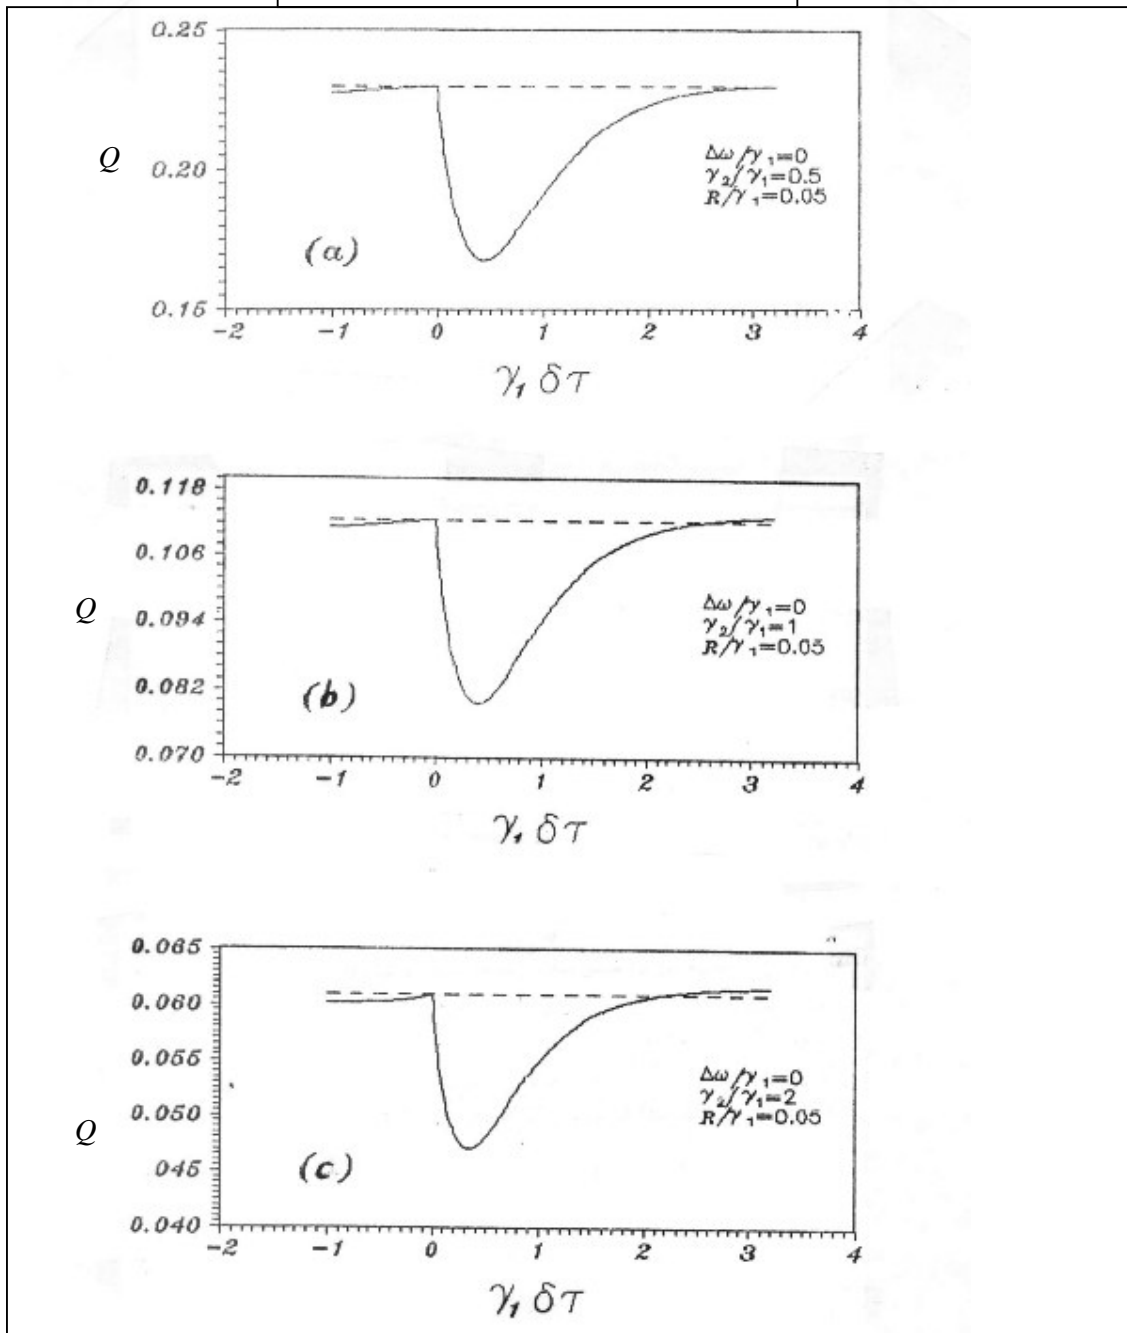 0.25
Q
0.20
0.15
(a)
Δω/γ₁=0
γ₂/γ₁=0.5
R/γ₁=0.05
-2 -1 0 1 2 3 4
γ₁ δτ
0.118
0.106
Q
0.094
0.082
0.070
(b)
Δω/γ₁=0
γ₂/γ₁=1
R/γ₁=0.05
-2 -1 0 1 2 3 4
γ₁ δτ
0.065
0.060
0.055
0.050
Q
045
0.040
(c)
Δω/γ₁=0
γ₂/γ₁=2
R/γ₁=0.05
-2 -1 0 1 2 3 4
γ₁ δτ